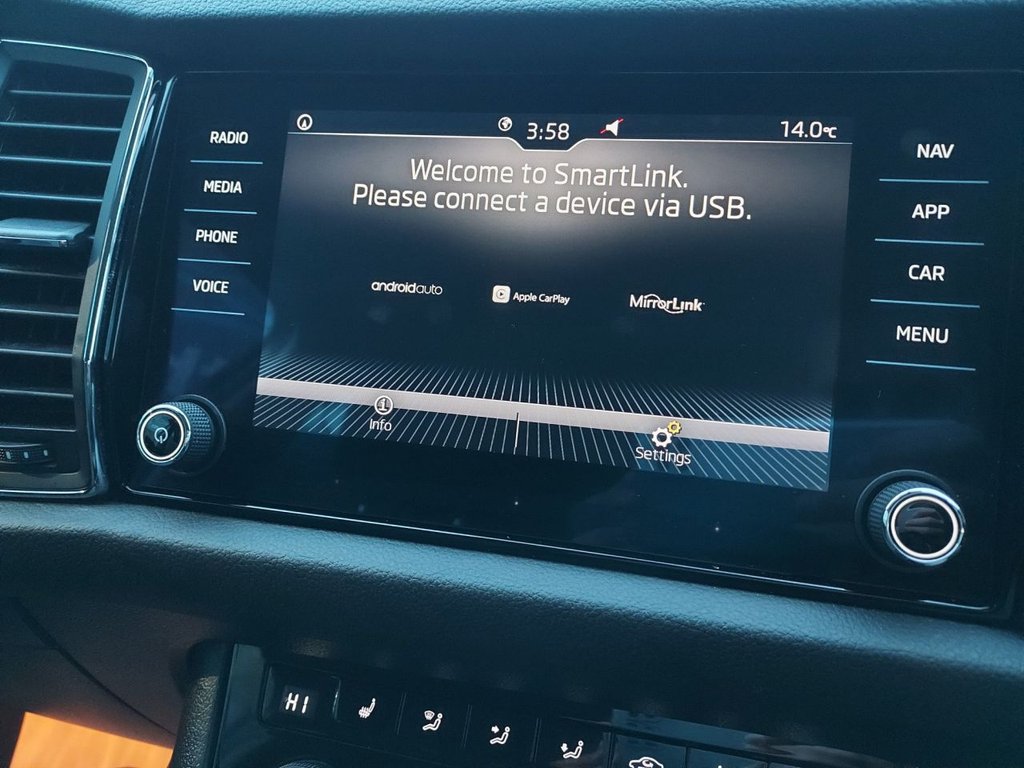 RADIO
MEDIA
PHONE
VOICE
3:58
14.0°C
Welcome to SmartLink.
Please connect a device via USB.
androidauto
Apple CarPlay
MirrorLink
Info
Settings
NAV
APP
CAR
MENU
HI